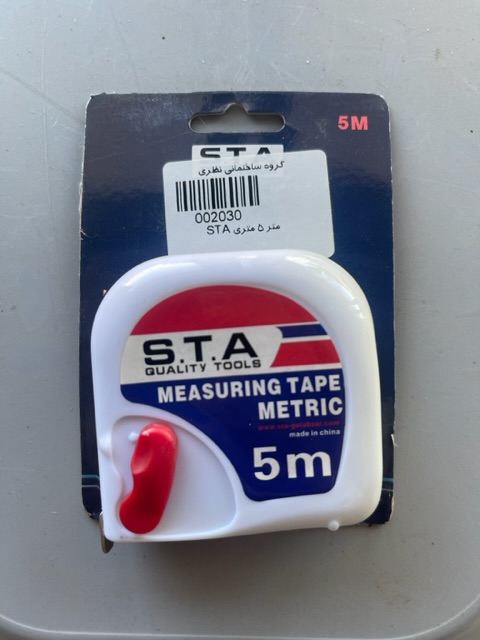 5M
STA
گروه ساختمانی نظری
002030
متر ۵ متری STA
S.T.A
QUALITY TOOLS
MEASURING TAPE
METRIC
made in china
5m